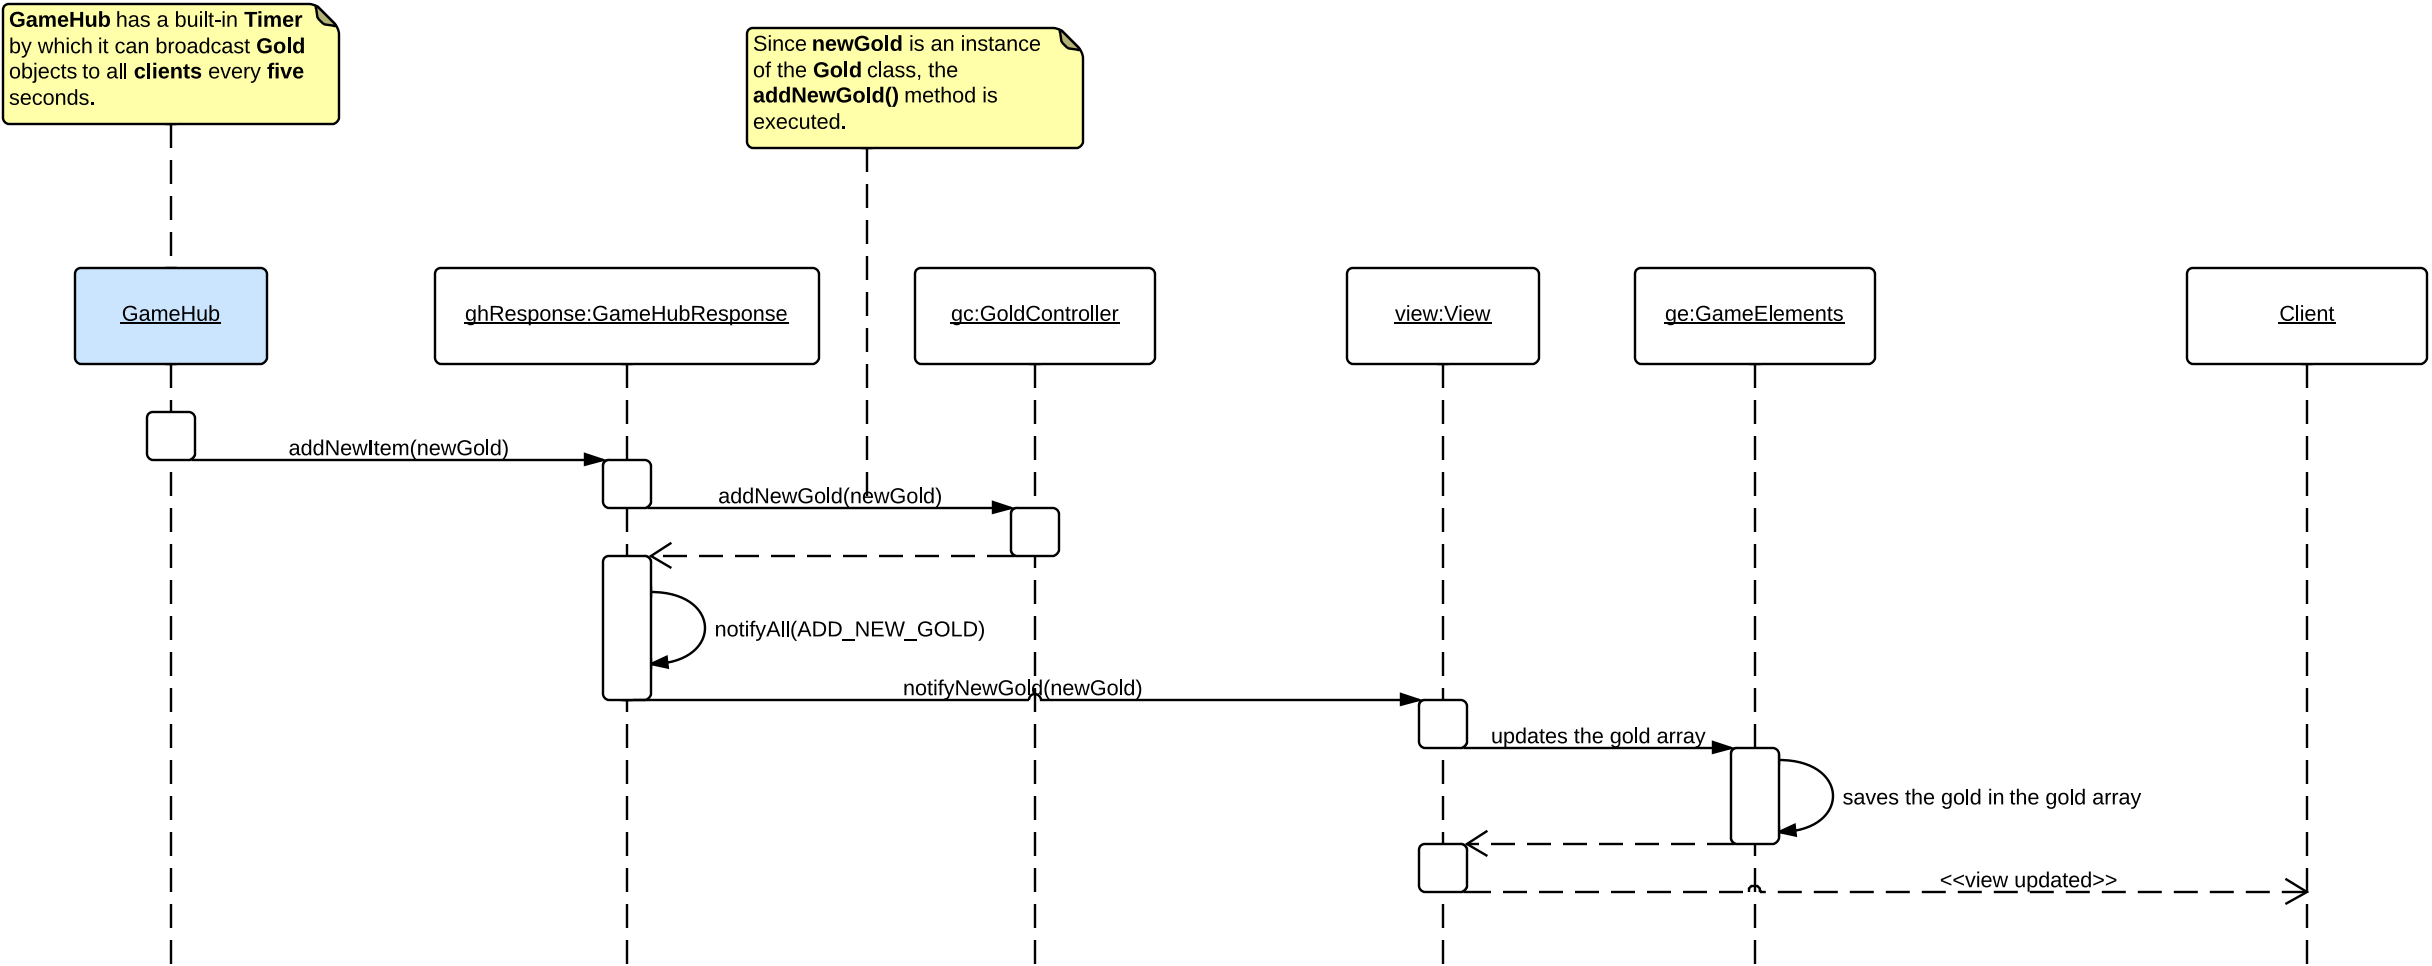 GameHub has a built-in Timer
by which it can broadcast Gold
objects to all clients every five
seconds.
Since newGold is an instance
of the Gold class, the
addNewGold() method is
executed.
GameHub
ghResponse:GameHubResponse
gc:GoldController
view:View
ge:GameElements
Client
addNewItem(newGold)
addNewGold(newGold)
notifyAll(ADD_NEW_GOLD)
notifyNewGold(newGold)
updates the gold array
saves the gold in the gold array
<<view updated>>